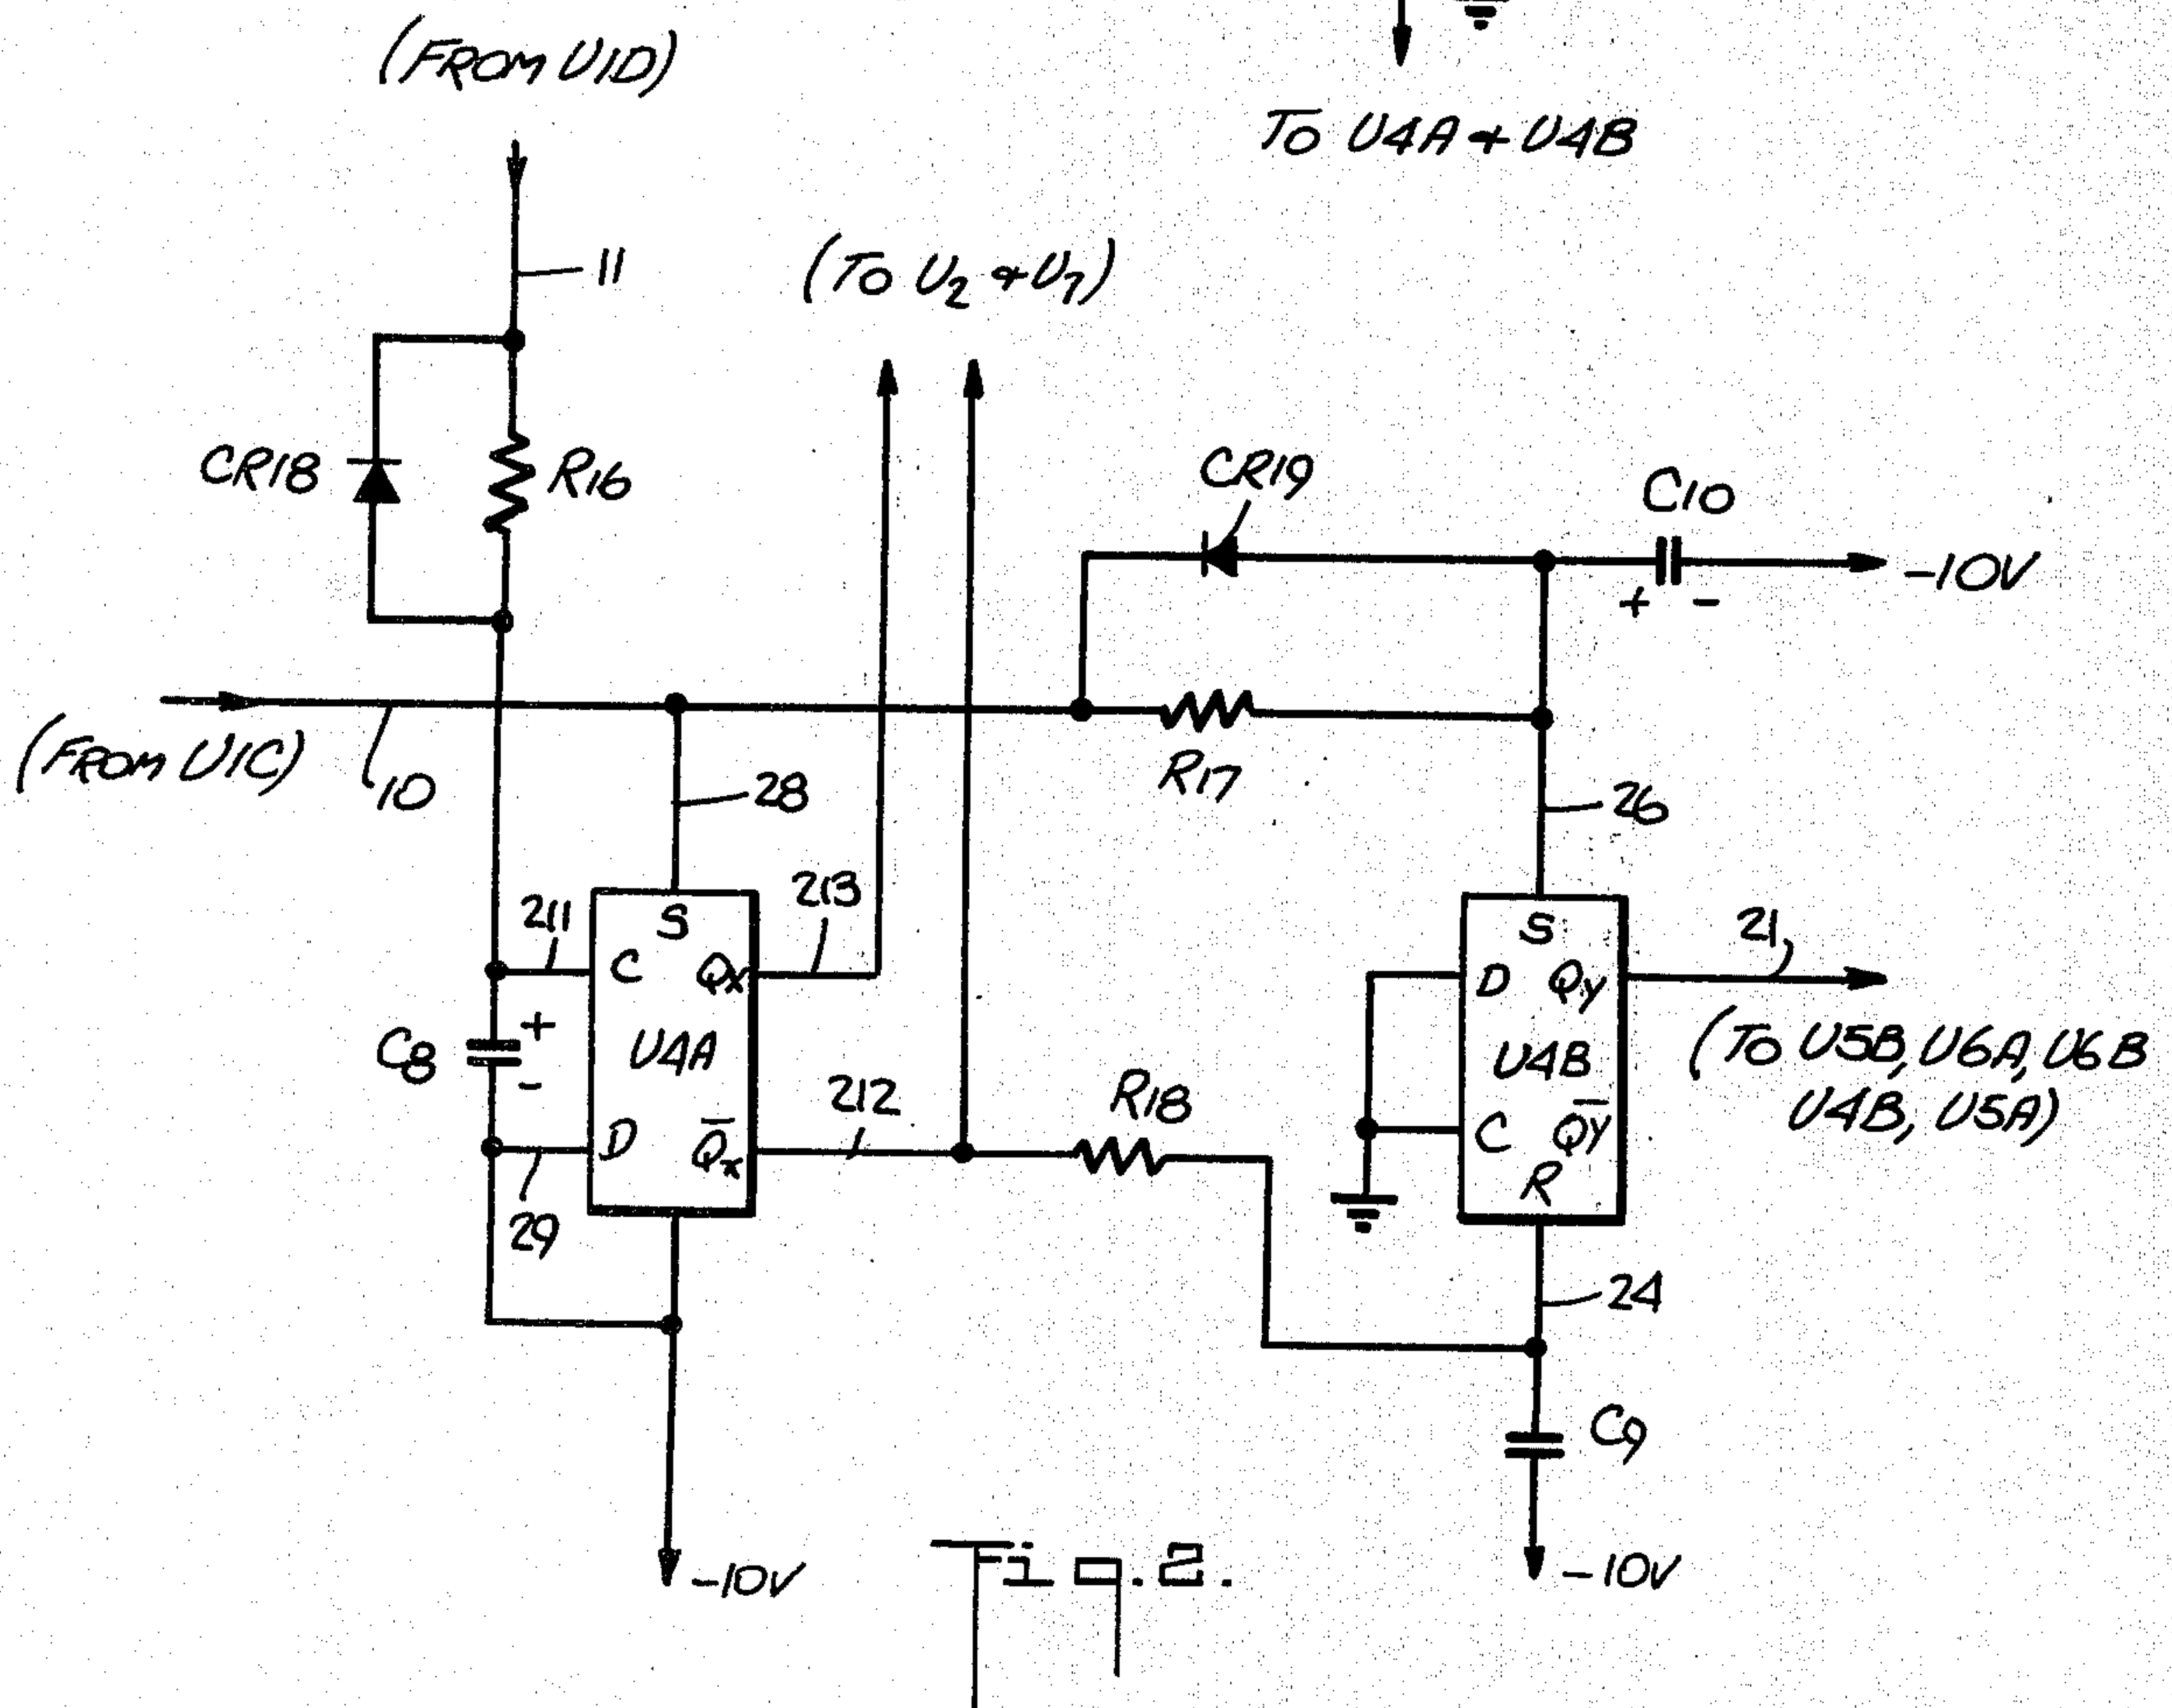 (FROM U1D)
TO U4A & U4B
11
(TO U2 & U7)
CR18
R16
CR19
C10
+ -
-10V
(FROM U1C)
10
28
R17
26
211
213
S
C
Qx
U4A
D
Q̅x
C8
+
-
29
212
R18
S
D
Qy
U4B
C
Q̅y
R
21
(TO U5B, U6A, U6B
U4B, U5A)
24
C9
-10V
-10V
Fig.2.